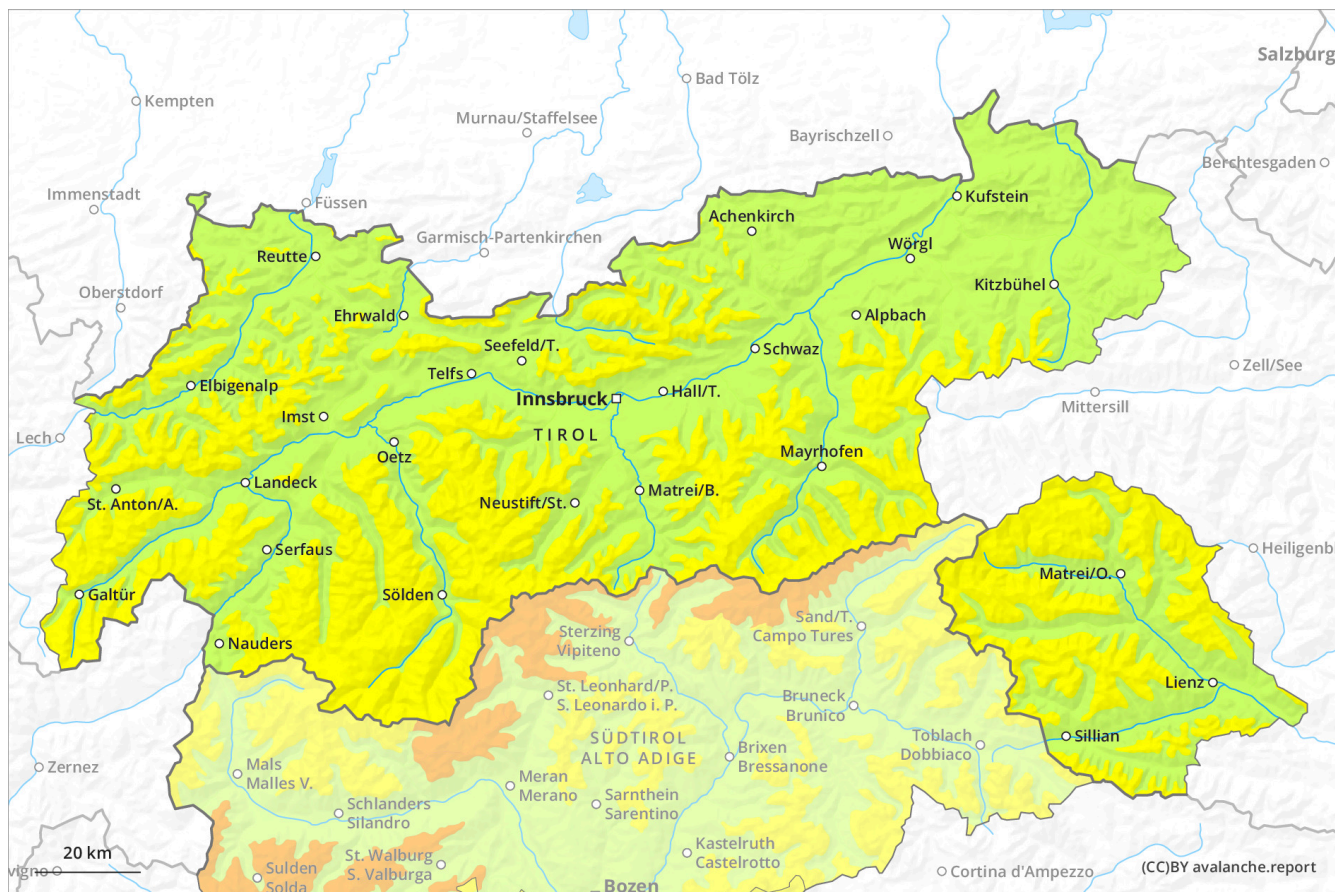 Salzburg
Bad Tölz
Kempten
Murnau/Staffelsee
Bayrischzell
Berchtesgaden
Immenstadt
Füssen
Kufstein
Achenkirch
Garmisch-Partenkirchen
Wörgl
Reutte
Kitzbühel
Oberstdorf
Ehrwald
Alpbach
Seefeld/T.
Schwaz
Zell/See
Telfs
Elbigenalp
Hall/T.
Innsbruck
Mittersill
Imst
TIROL
Lech
Mayrhofen
Oetz
Landeck
Matrei/B.
St. Anton/A.
Neustift/St.
Serfaus
Heiligenb
Matrei/O.
Galtür
Sölden
Sand/T.
Campo Tures
Sterzing
Vipiteno
Nauders
Lienz
St. Leonhard/P.
S. Leonardo i. P.
Bruneck
Brunico
SÜDTIROL
ALTO ADIGE
Toblach
Dobbiaco
Sillian
Brixen
Bressanone
Zernez
Mals
Malles V.
Meran
Merano
Sarnthein
Sarentino
Schlanders
Silandro
20 km
Kastelruth
Castelrotto
St. Walburg
S. Valburga
vigno
Sulden
Solda
Cortina d'Ampezzo
(CC)BY avalanche.report
Bozen